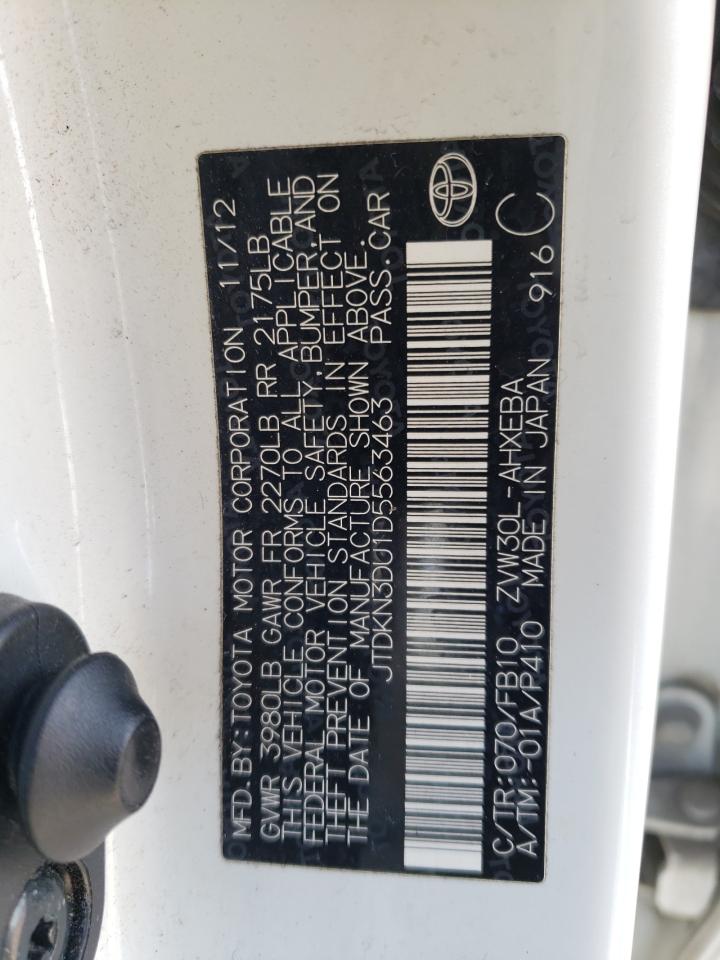 MFD. BY: TOYOTA MOTOR CORPORATION 11/12
GVWR 3980LB GAWR FR 2270LB RR 2175LB
THIS VEHICLE CONFORMS TO ALL APPLICABLE
FEDERAL MOTOR VEHICLE SAFETY, BUMPER, AND
THEFT PREVENTION STANDARDS IN EFFECT ON
THE DATE OF MANUFACTURE SHOWN ABOVE.
JTDKN3DU1D5563463 PASS.CAR
C/TR: 070/FB10 ZVW30L-AHXEBA 916 C
A/TM: -01A/P410 MADE IN JAPAN